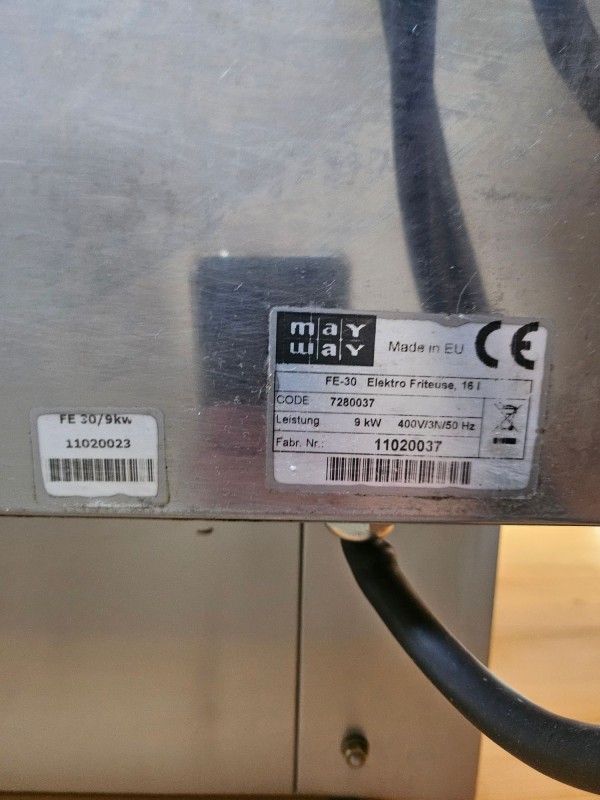 may
way
Made in EU
CE
FE-30 Elektro Friteuse, 16 l
CODE 7280037
Leistung 9 kW 400V/3N/50 Hz
Fabr. Nr.: 11020037
FE 30/9kw
11020023